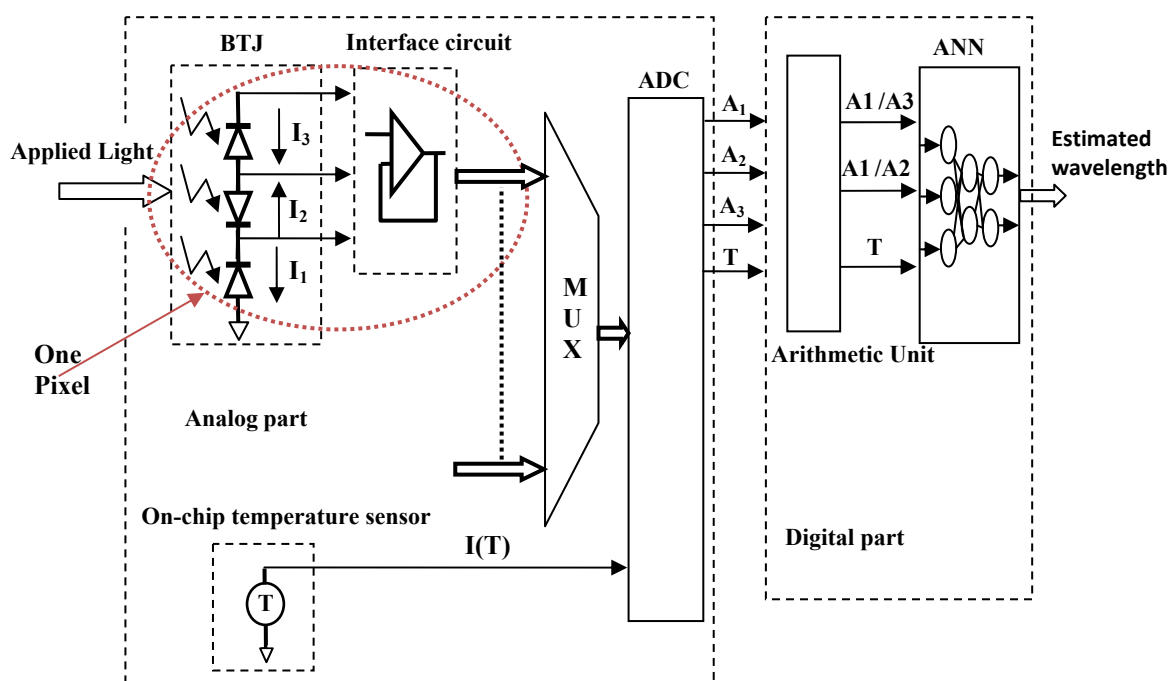 BTJ
Interface circuit
ADC
ANN
Applied Light
I3
I2
I1
A1
A2
A3
T
A1/A3
A1/A2
T
Estimated
wavelength
M
U
X
One
Pixel
Arithmetic Unit
Analog part
On-chip temperature sensor
I(T)
T
Digital part